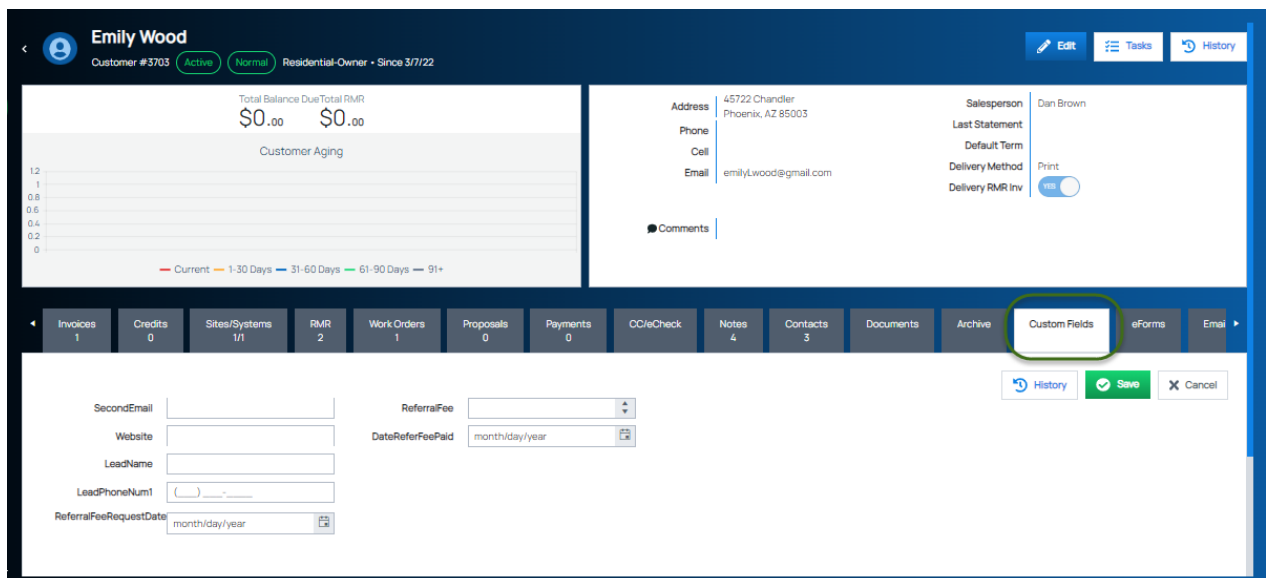 Emily Wood
Customer #3703 Active Normal Residential-Owner • Since 3/7/22
Edit
Tasks
History
Total Balance Due Total RMR
$0.00 $0.00
Customer Aging
1.2
1
0.8
0.6
0.4
0.2
0
Current 1-30 Days 31-60 Days 61-90 Days 91+
Address 45722 Chandler
Phoenix, AZ 85003
Phone
Cell
Email emilyLwood@gmail.com
Comments
Salesperson Dan Brown
Last Statement
Default Term
Delivery Method Print
Delivery RMR Inv YES
Invoices Credits Sites/Systems RMR Work Orders Proposals Payments CC/eCheck Notes Contacts Documents Archive Custom Fields eForms Emai
1 0 1/1 2 1 0 0 4 3
History Save Cancel
SecondEmail ReferralFee
Website DateReferFeePaid month/day/year
LeadName
LeadPhoneNum1 (___) ___-____
ReferralFeeRequestDate month/day/year